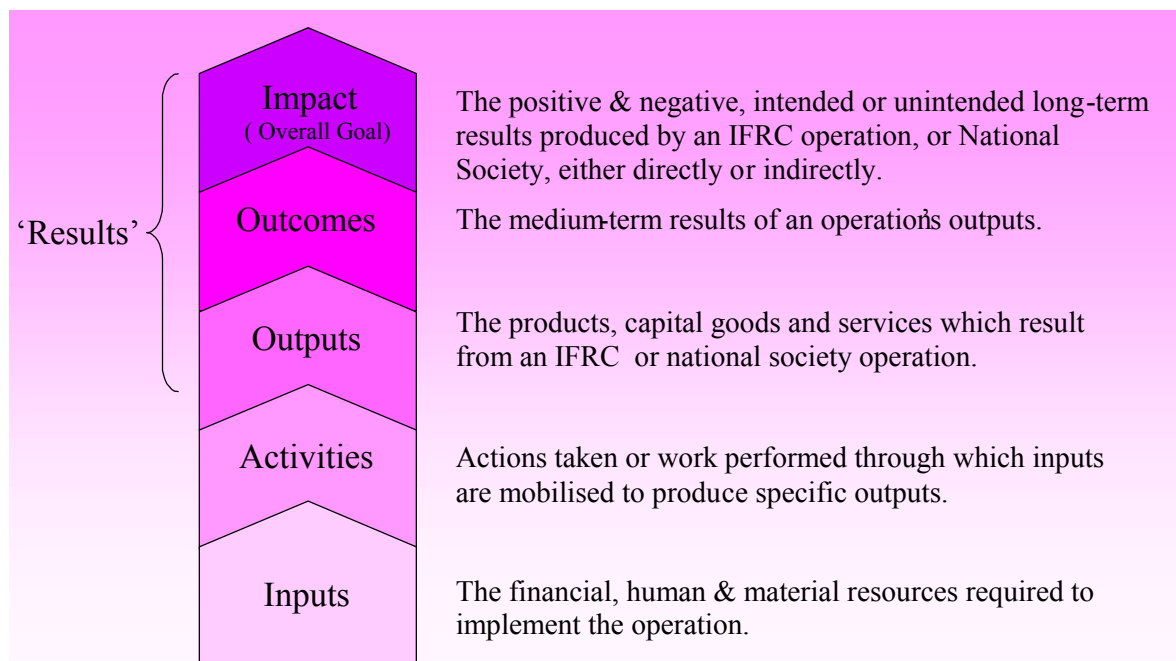 Impact
( Overall Goal)
The positive & negative, intended or unintended long-term
results produced by an IFRC operation, or National
Society, either directly or indirectly.
‘Results’
Outcomes
The medium-term results of an operation’s outputs.
Outputs
The products, capital goods and services which result
from an IFRC or national society operation.
Activities
Actions taken or work performed through which inputs
are mobilised to produce specific outputs.
Inputs
The financial, human & material resources required to
implement the operation.